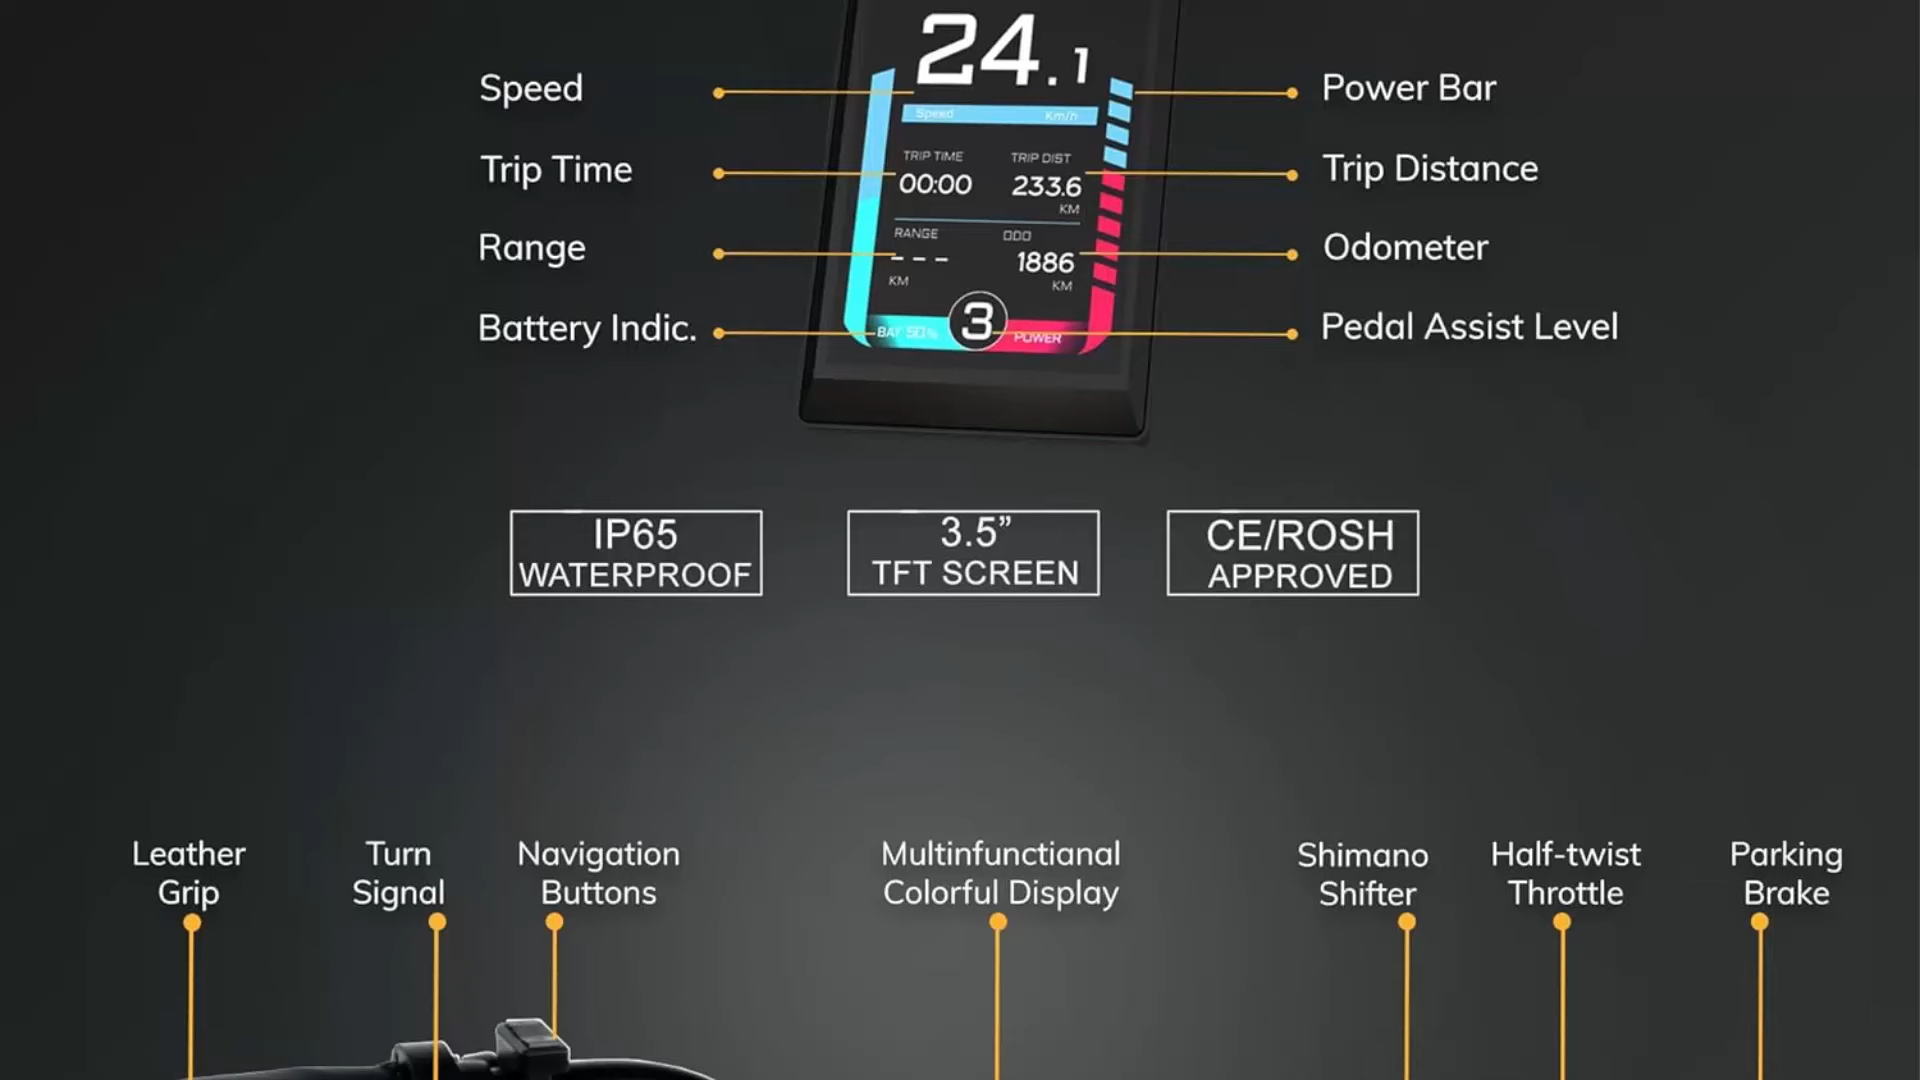 24.1
Speed Km/h
Speed
Power Bar
TRIP TIME TRIP DIST
Trip Time
00:00 233.6
KM
Trip Distance
RANGE ODO
Range
--- 1886
KM KM
Odometer
Battery Indic.
BAT 50%
3
POWER
Pedal Assist Level
IP65
WATERPROOF
3.5”
TFT SCREEN
CE/ROSH
APPROVED
Leather
Grip
Turn
Signal
Navigation
Buttons
Multinfunctianal
Colorful Display
Shimano
Shifter
Half-twist
Throttle
Parking
Brake